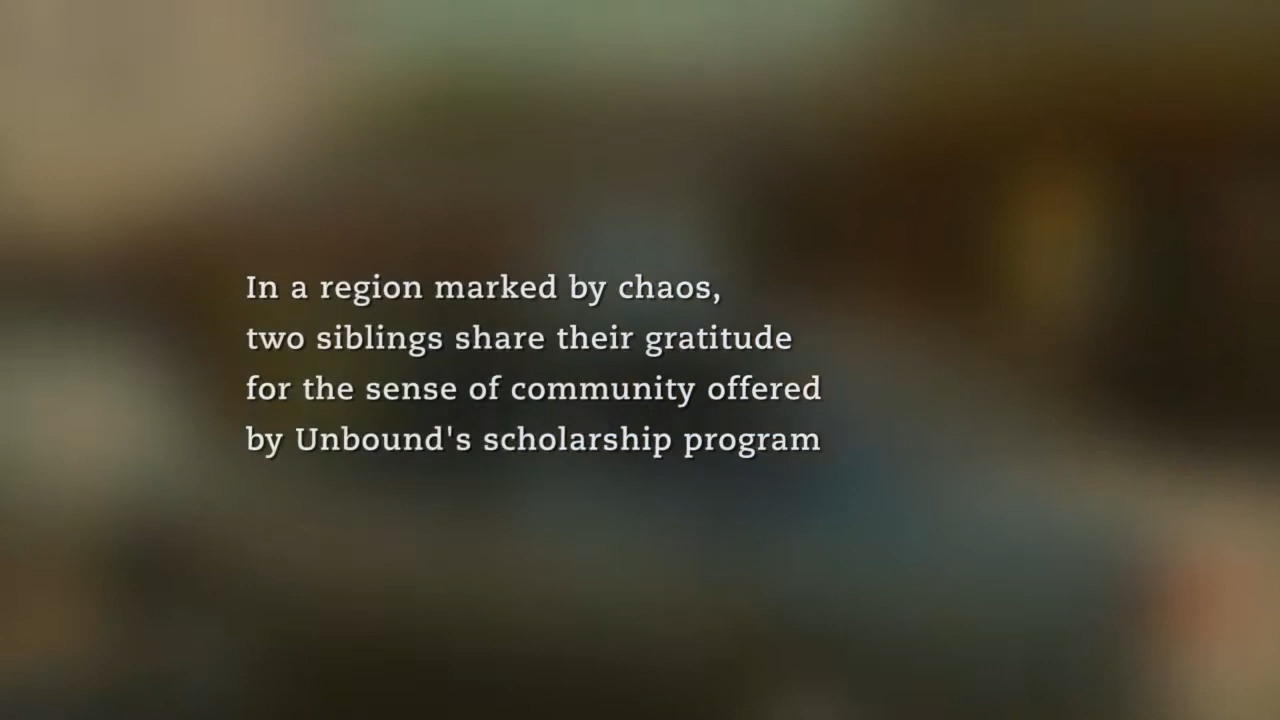 In a region marked by chaos,
two siblings share their gratitude
for the sense of community offered
by Unbound's scholarship program